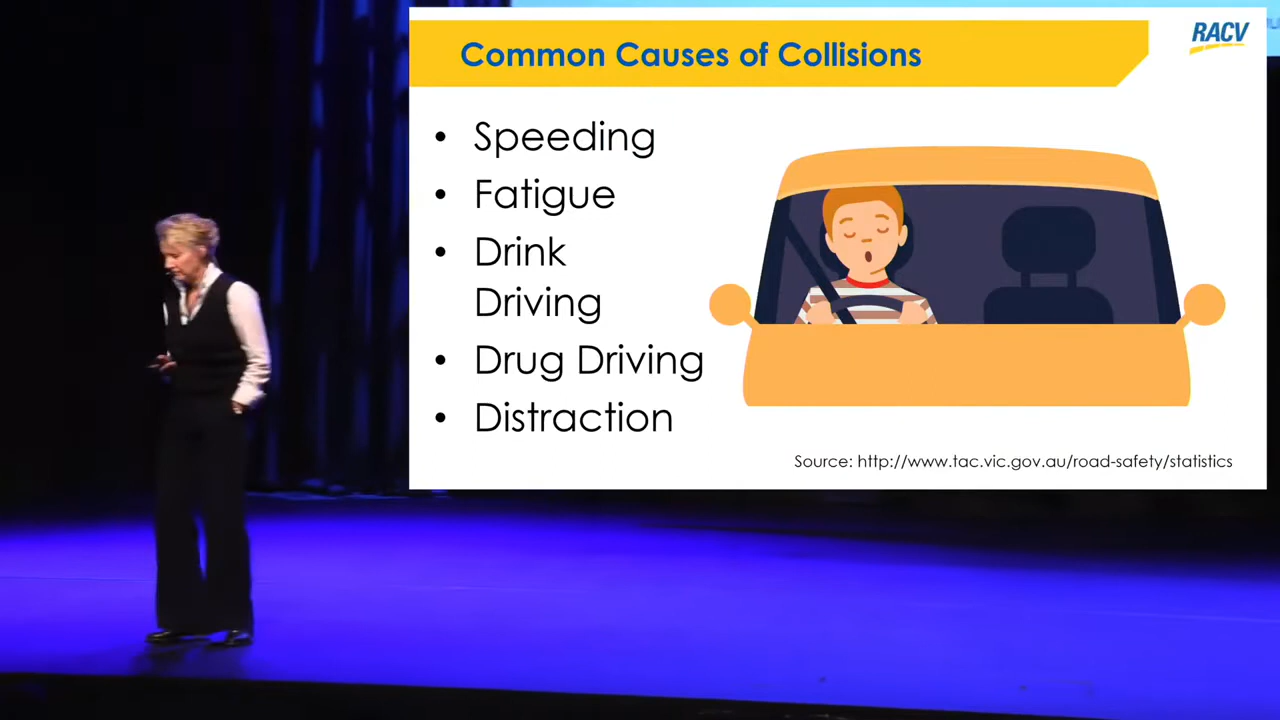 Common Causes of Collisions
RACV
• Speeding
• Fatigue
• Drink
Driving
• Drug Driving
• Distraction
Source: http://www.tac.vic.gov.au/road-safety/statistics